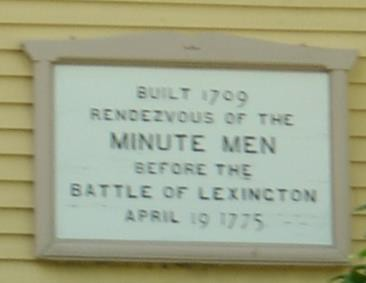 BUILT 1709
RENDEZVOUS OF THE
MINUTE MEN
BEFORE THE
BATTLE OF LEXINGTON
APRIL 19 1775